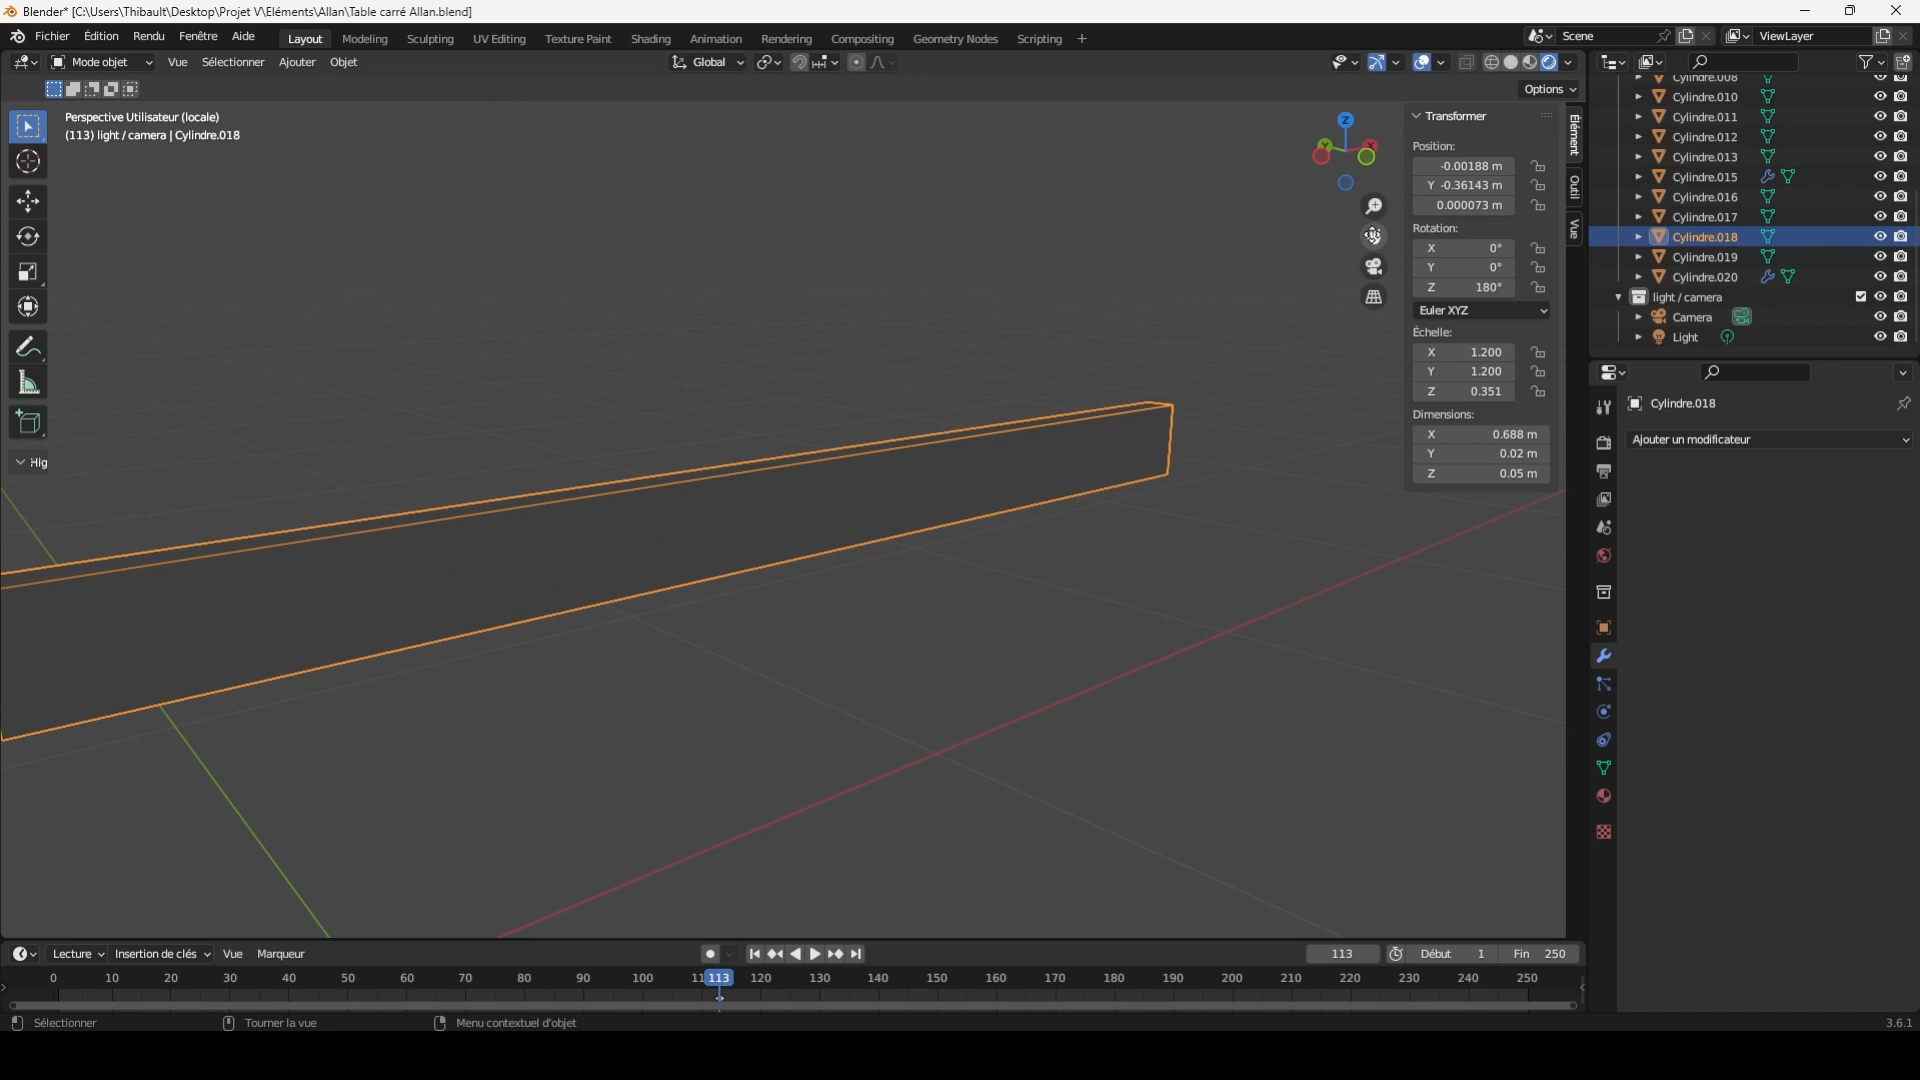 Blender* [C:\Users\Thibault\Desktop\Projet V\Eléments\Allan\Table carré Allan.blend]
Fichier Édition Rendu Fenêtre Aide Layout Modeling Sculpting UV Editing Texture Paint Shading Animation Rendering Compositing Geometry Nodes Scripting + Scene ViewLayer
Mode objet Vue Sélectionner Ajouter Objet Global
Options
Perspective Utilisateur (locale)
(113) light / camera | Cylindre.018
Hig
Z
Y
X
Transformer
Position:
-0.00188 m
Y -0.36143 m
0.000073 m
Rotation:
X 0°
Y 0°
Z 180°
Euler XYZ
Échelle:
X 1.200
Y 1.200
Z 0.351
Dimensions:
X 0.688 m
Y 0.02 m
Z 0.05 m
Élément
Outil
Vue
Cylindre.008
Cylindre.010
Cylindre.011
Cylindre.012
Cylindre.013
Cylindre.015
Cylindre.016
Cylindre.017
Cylindre.018
Cylindre.019
Cylindre.020
light / camera
Camera
Light
Cylindre.018
Ajouter un modificateur
Lecture Insertion de clés Vue Marqueur 113 Début 1 Fin 250
0 10 20 30 40 50 60 70 80 90 100 11 113 120 130 140 150 160 170 180 190 200 210 220 230 240 250
Sélectionner Tourner la vue Menu contextuel d'objet 3.6.1